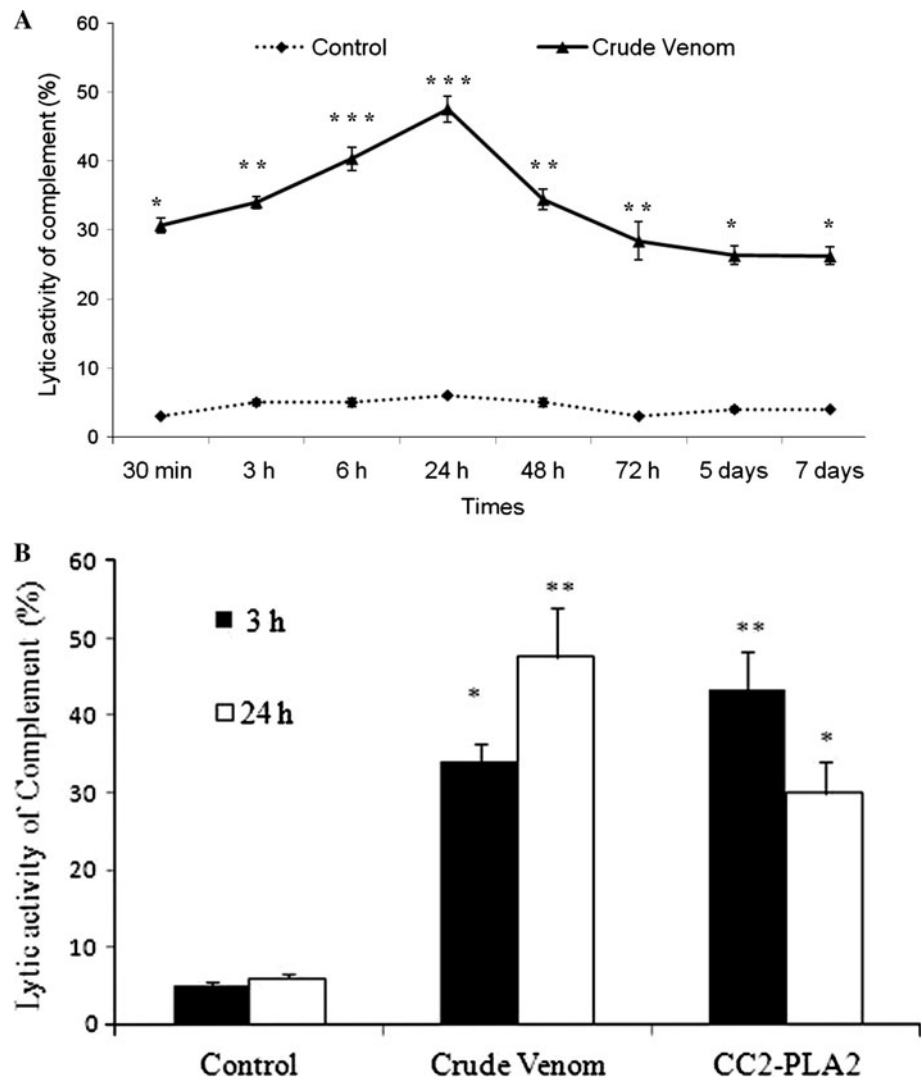 A
Control
Crude Venom
60
50
40
30
20
10
0
Lytic activity of complement (%)
*
**
***
***
**
**
*
*
30 min 3 h 6 h 24 h 48 h 72 h 5 days 7 days
Times
B
60
50
40
30
20
10
0
Lytic activity of Complement (%)
3 h
24 h
*
**
**
*
Control Crude Venom CC2-PLA2